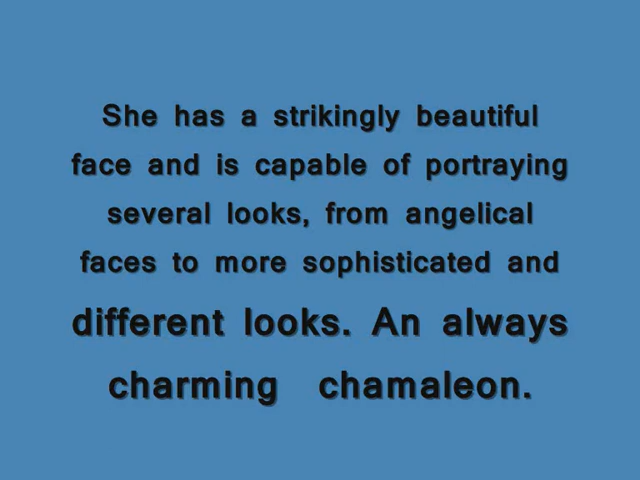 She has a strikingly beautiful
face and is capable of portraying
several looks, from angelical
faces to more sophisticated and
different looks. An always
charming chamaleon.